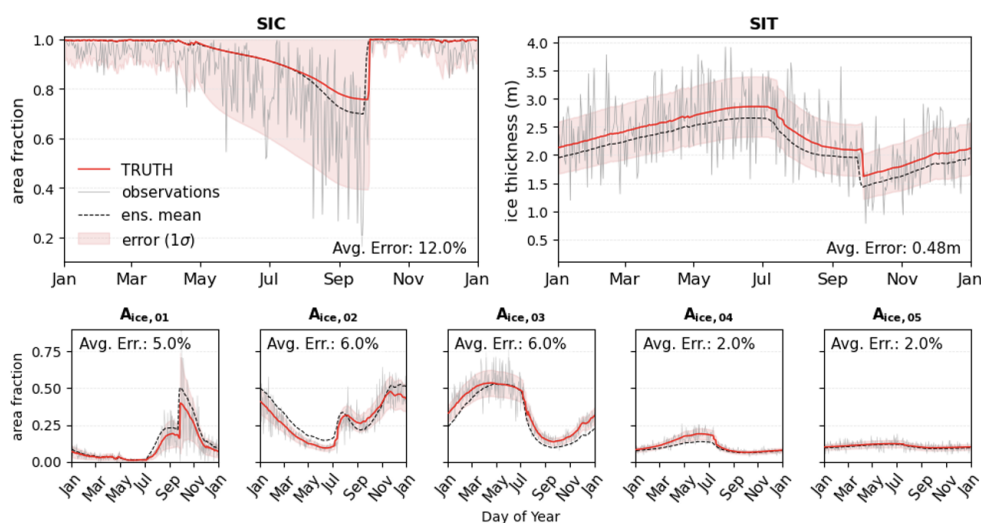 SIC
SIT
area fraction
1.0
0.8
0.6
0.4
0.2
TRUTH
observations
ens. mean
error (1σ)
Avg. Error: 12.0%
Jan Mar May Jul Sep Nov Jan
ice thickness (m)
4.0
3.5
3.0
2.5
2.0
1.5
1.0
0.5
Avg. Error: 0.48m
Jan Mar May Jul Sep Nov Jan
A_ice,01 A_ice,02 A_ice,03 A_ice,04 A_ice,05
area fraction
0.75
0.50
0.25
0.00
Avg. Err.: 5.0% Avg. Err.: 6.0% Avg. Err.: 6.0% Avg. Err.: 2.0% Avg. Err.: 2.0%
Jan Mar May Jul Sep Nov Jan Jan Mar May Jul Sep Nov Jan Jan Mar May Jul Sep Nov Jan Jan Mar May Jul Sep Nov Jan Jan Mar May Jul Sep Nov Jan
Day of Year